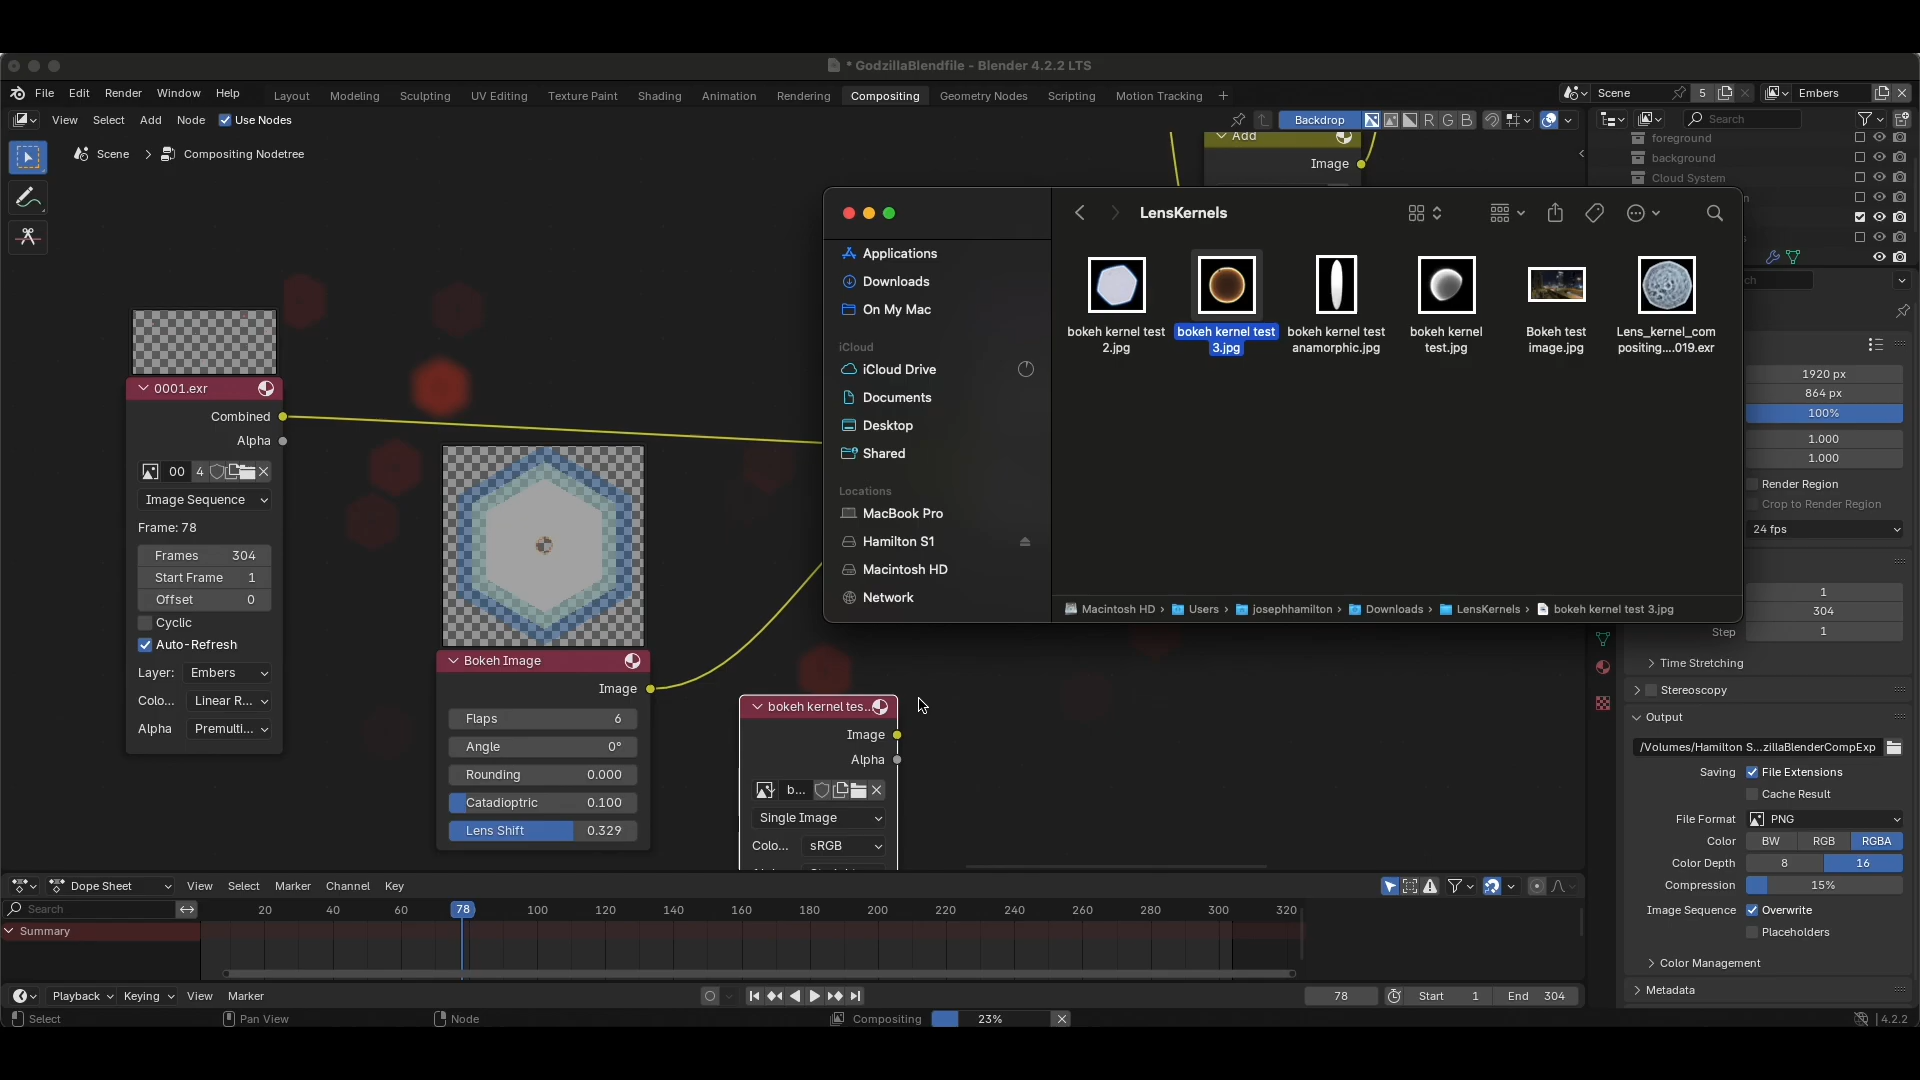 * GodzillaBlendfile - Blender 4.2.2 LTS
File Edit Render Window Help
Layout Modeling Sculpting UV Editing Texture Paint Shading Animation Rendering Compositing Geometry Nodes Scripting Motion Tracking +
Scene 5
Embers
View Select Add Node Use Nodes
Backdrop R G B
Search
Scene > Compositing Nodetree
foreground
background
Cloud System
Add
Image
LensKernels
Applications
Downloads
On My Mac
iCloud
iCloud Drive
Documents
Desktop
Shared
Locations
MacBook Pro
Hamilton S1
Macintosh HD
Network
bokeh kernel test
2.jpg
bokeh kernel test
3.jpg
bokeh kernel test
anamorphic.jpg
bokeh kernel
test.jpg
Bokeh test
image.jpg
Lens_kernel_com
positing....019.exr
Macintosh HD › Users › josephhamilton › Downloads › LensKernels › bokeh kernel test 3.jpg
0001.exr
Combined
Alpha
00 4
Image Sequence
Frame: 78
Frames 304
Start Frame 1
Offset 0
Cyclic
Auto-Refresh
Layer: Embers
Colo... Linear R...
Alpha Premulti...
Bokeh Image
Image
Flaps 6
Angle 0°
Rounding 0.000
Catadioptric 0.100
Lens Shift 0.329
bokeh kernel tes...
Image
Alpha
b...
Single Image
Colo... sRGB
1920 px
864 px
100%
1.000
1.000
Render Region
Crop to Render Region
24 fps
1
304
Step 1
Time Stretching
Stereoscopy
Output
/Volumes/Hamilton S...zillaBlenderCompExp
Saving File Extensions
Cache Result
File Format PNG
Color BW RGB RGBA
Color Depth 8 16
Compression 15%
Image Sequence Overwrite
Placeholders
Color Management
Metadata
Dope Sheet View Select Marker Channel Key
Search
20 40 60 78 100 120 140 160 180 200 220 240 260 280 300 320
Summary
Playback Keying View Marker
78 Start 1 End 304
Select Pan View Node Compositing 23% 4.2.2